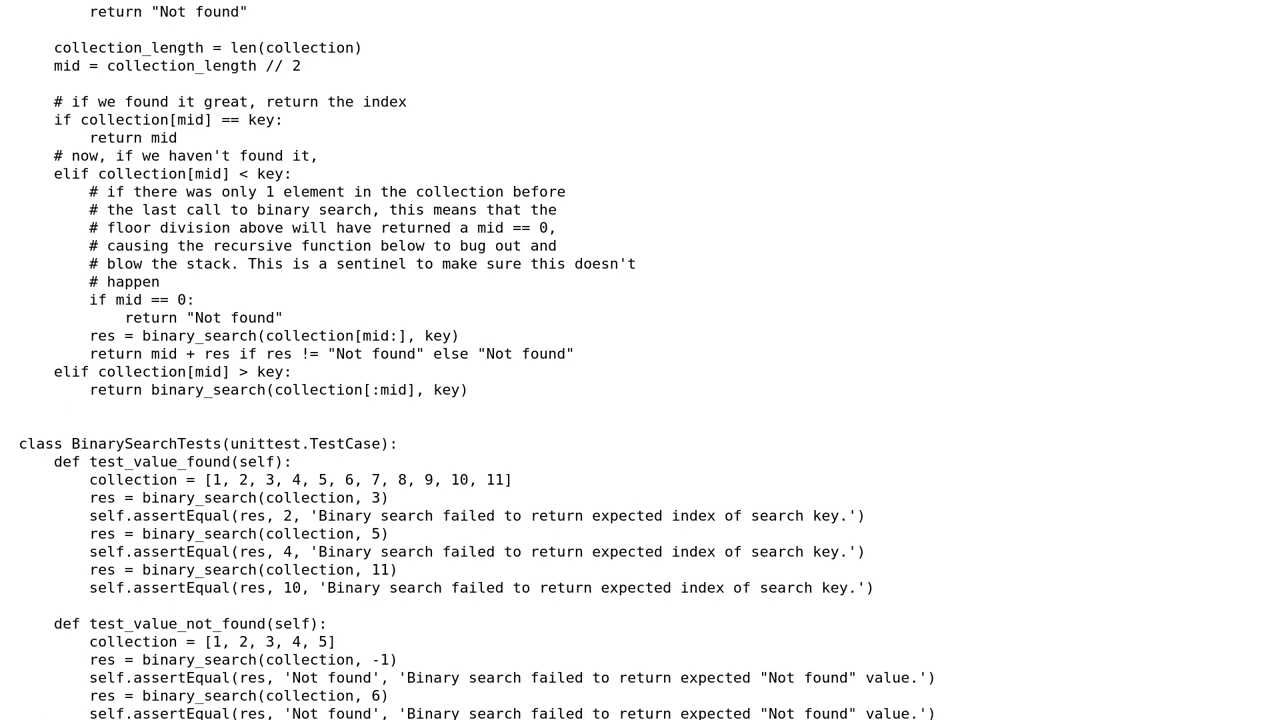 return "Not found"

    collection_length = len(collection)
    mid = collection_length // 2

    # if we found it great, return the index
    if collection[mid] == key:
        return mid
    # now, if we haven't found it,
    elif collection[mid] < key:
        # if there was only 1 element in the collection before
        # the last call to binary search, this means that the
        # floor division above will have returned a mid == 0,
        # causing the recursive function below to bug out and
        # blow the stack. This is a sentinel to make sure this doesn't
        # happen
        if mid == 0:
            return "Not found"
        res = binary_search(collection[mid:], key)
        return mid + res if res != "Not found" else "Not found"
    elif collection[mid] > key:
        return binary_search(collection[:mid], key)


class BinarySearchTests(unittest.TestCase):
    def test_value_found(self):
        collection = [1, 2, 3, 4, 5, 6, 7, 8, 9, 10, 11]
        res = binary_search(collection, 3)
        self.assertEqual(res, 2, 'Binary search failed to return expected index of search key.')
        res = binary_search(collection, 5)
        self.assertEqual(res, 4, 'Binary search failed to return expected index of search key.')
        res = binary_search(collection, 11)
        self.assertEqual(res, 10, 'Binary search failed to return expected index of search key.')

    def test_value_not_found(self):
        collection = [1, 2, 3, 4, 5]
        res = binary_search(collection, -1)
        self.assertEqual(res, 'Not found', 'Binary search failed to return expected "Not found" value.')
        res = binary_search(collection, 6)
        self.assertEqual(res, 'Not found', 'Binary search failed to return expected "Not found" value.')